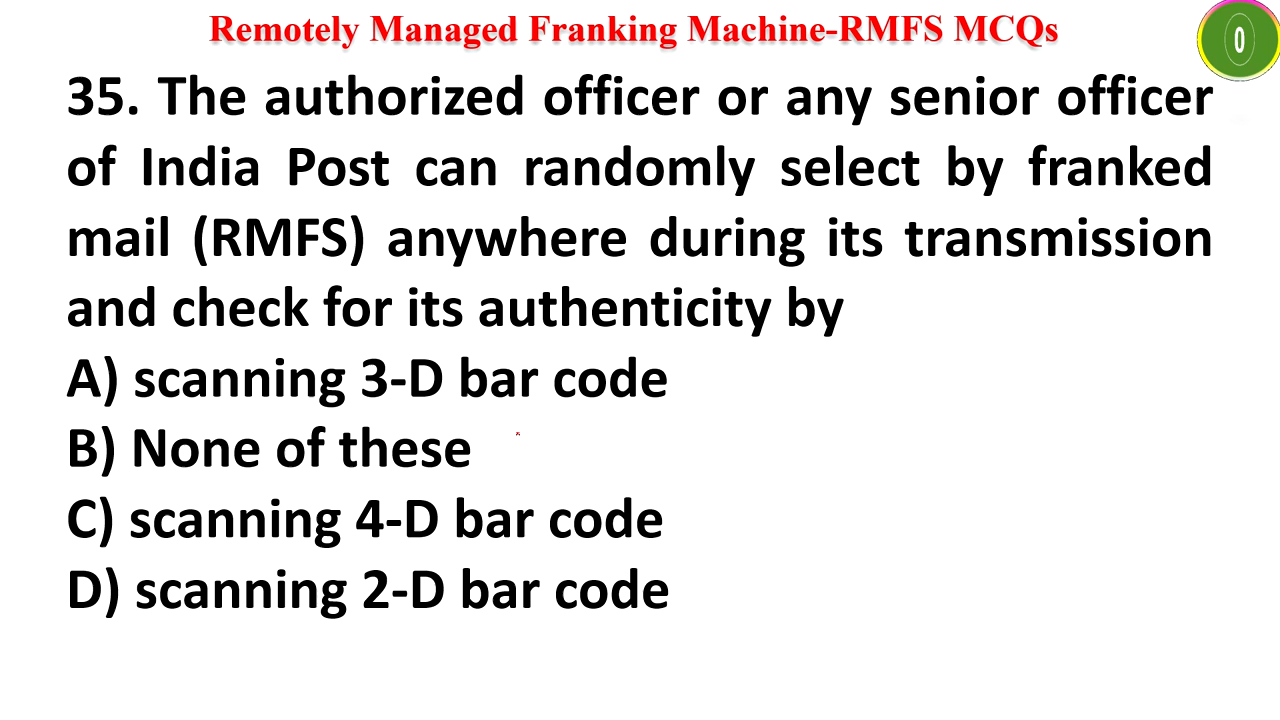 Remotely Managed Franking Machine-RMFS MCQs
0
35. The authorized officer or any senior officer
of India Post can randomly select by franked
mail (RMFS) anywhere during its transmission
and check for its authenticity by
A) scanning 3-D bar code
B) None of these
C) scanning 4-D bar code
D) scanning 2-D bar code